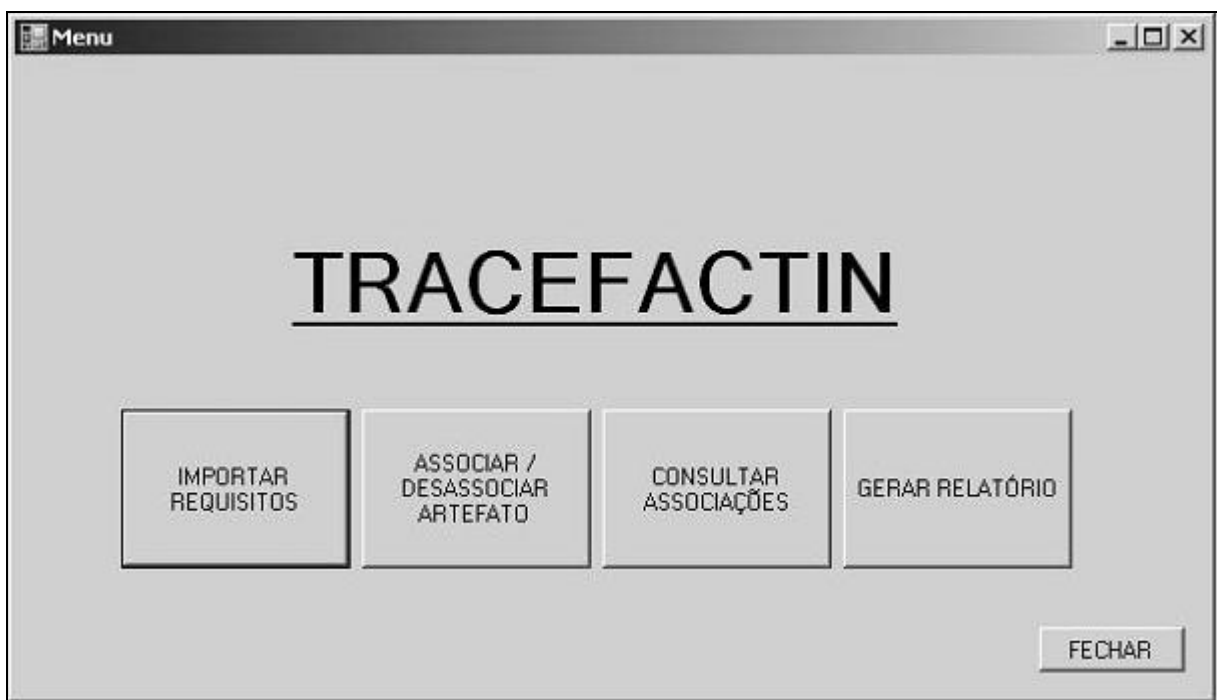 Menu
TRACEFACTIN
IMPORTAR
REQUISITOS
ASSOCIAR /
DESASSOCIAR
ARTEFATO
CONSULTAR
ASSOCIAÇÕES
GERAR RELATÓRIO
FECHAR